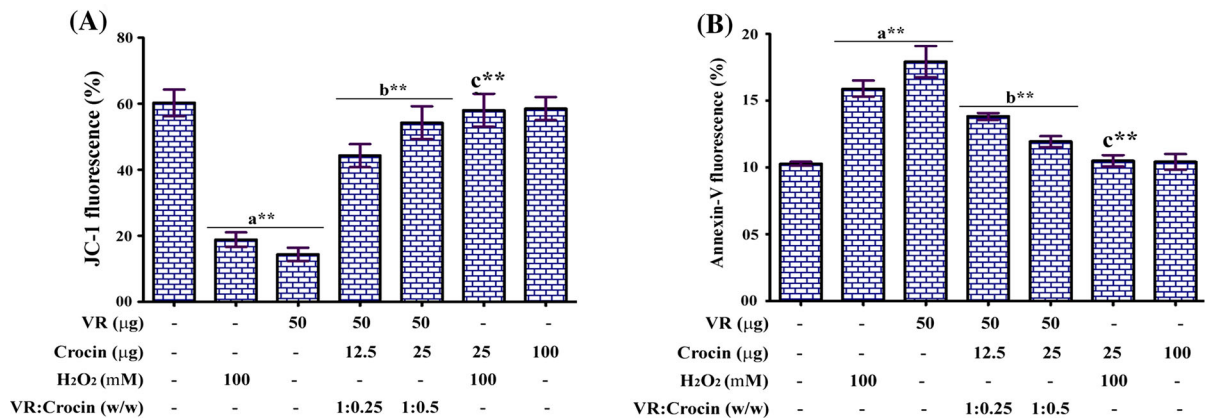 (A)
JC-1 fluorescence (%)
80
60
40
20
00
a**
b**
c**
VR (µg) - - 50 50 50 - -
Crocin (µg) - - - 12.5 25 25 100
H2O2 (mM) - 100 - - - 100 -
VR:Crocin (w/w) - - - 1:0.25 1:0.5 - -
(B)
Annexin-V fluorescence (%)
20
15
10
05
00
a**
b**
c**
VR (µg) - - 50 50 50 - -
Crocin (µg) - - - 12.5 25 25 100
H2O2 (mM) - 100 - - - 100 -
VR:Crocin (w/w) - - - 1:0.25 1:0.5 - -